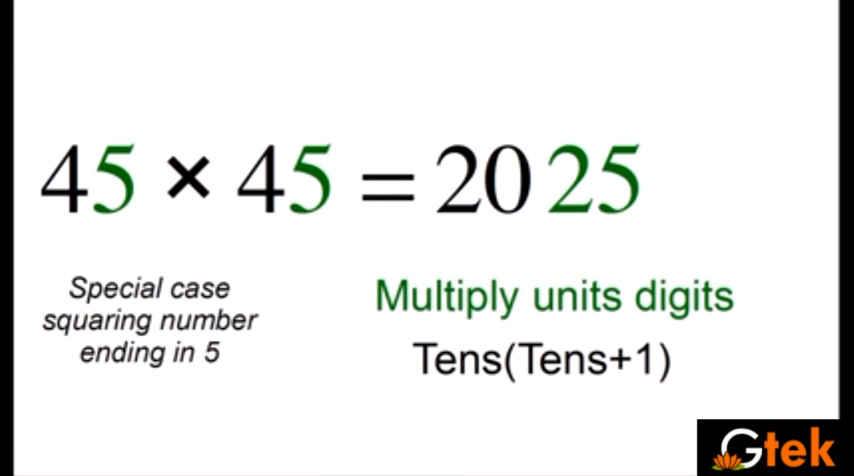 45 × 45 = 2025
Special case
squaring number
ending in 5
Multiply units digits
Tens(Tens+1)
Gtek